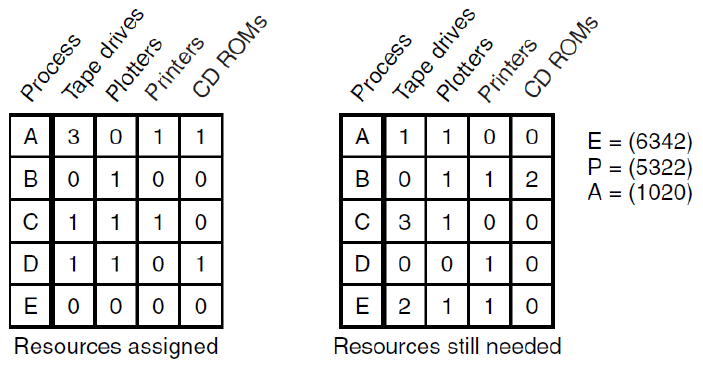 Process Tape drives Plotters Printers CD ROMs
A 3 0 1 1
B 0 1 0 0
C 1 1 1 0
D 1 1 0 1
E 0 0 0 0
Resources assigned
Process Tape drives Plotters Printers CD ROMs
A 1 1 0 0
B 0 1 1 2
C 3 1 0 0
D 0 0 1 0
E 2 1 1 0
Resources still needed
E = (6342)
P = (5322)
A = (1020)